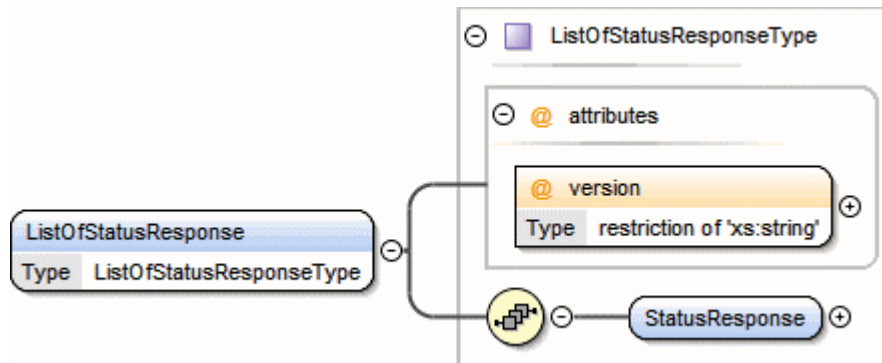 ListOfStatusResponseType
@ attributes
@ version
Type restriction of 'xs:string'
ListOfStatusResponse
Type ListOfStatusResponseType
StatusResponse